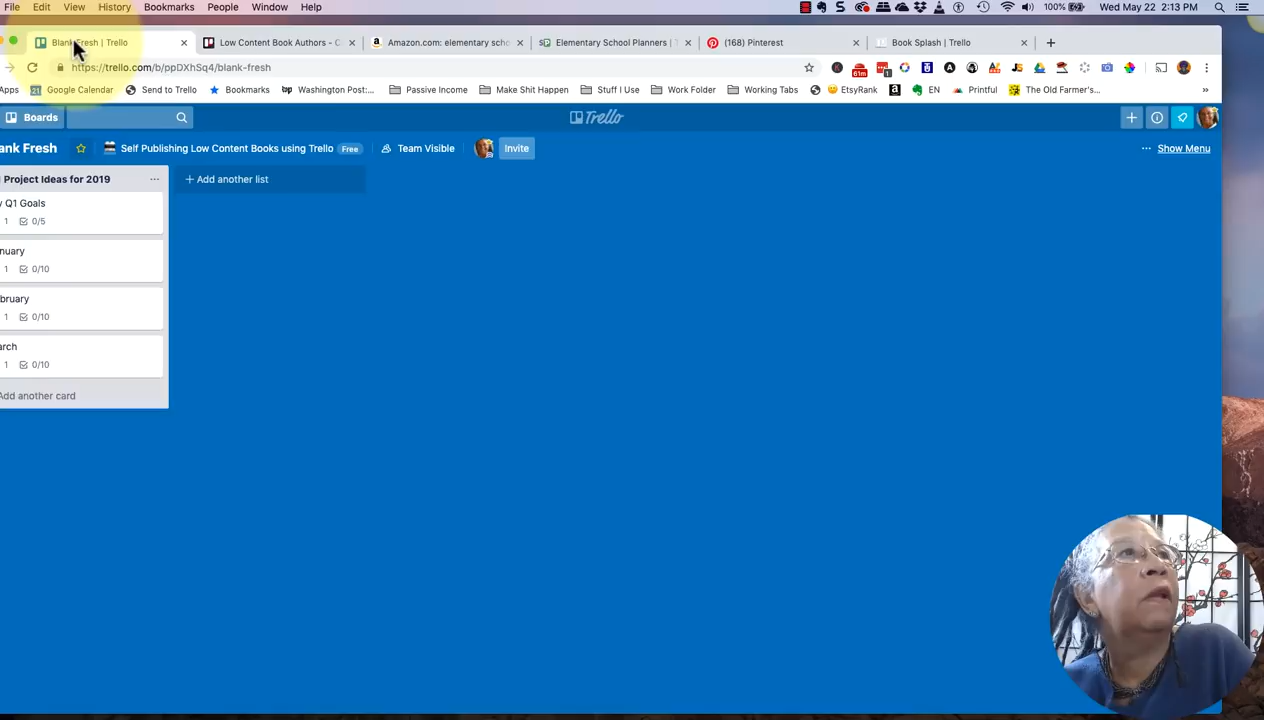 File Edit View History Bookmarks People Window Help 100% Wed May 22 2:13 PM
Blank Fresh | Trello Low Content Book Authors - C Amazon.com: elementary scho Elementary School Planners ( T (168) Pinterest Book Splash | Trello
https://trello.com/b/ppDXhSq4/blank-fresh
Apps Google Calendar Send to Trello Bookmarks Washington Post:... Passive Income Make Shit Happen Stuff I Use Work Folder Working Tabs EtsyRank EN Printful The Old Farmer's... »
Boards Trello
ank Fresh Self Publishing Low Content Books using Trello Free Team Visible Invite ... Show Menu
Project Ideas for 2019 ... + Add another list
Q1 Goals
1 0/5
nuary
1 0/10
bruary
1 0/10
arch
1 0/10
Add another card